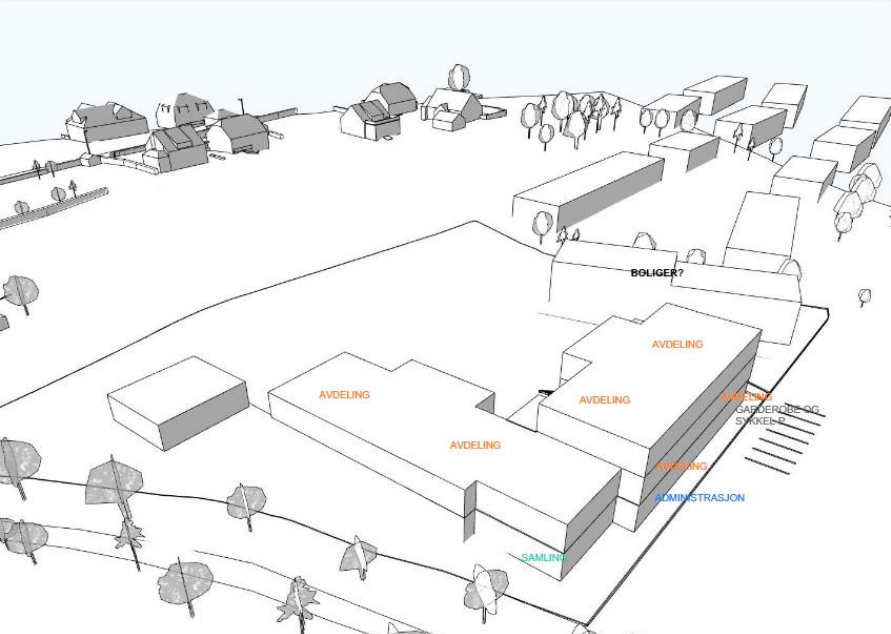 BOLIGER?
AVDELING
AVDELING
AVDELING
AVDELING
AVDELING
GARDEROBE OG
SYKKEL P
AVDELING
ADMINISTRASJON
SAMLING